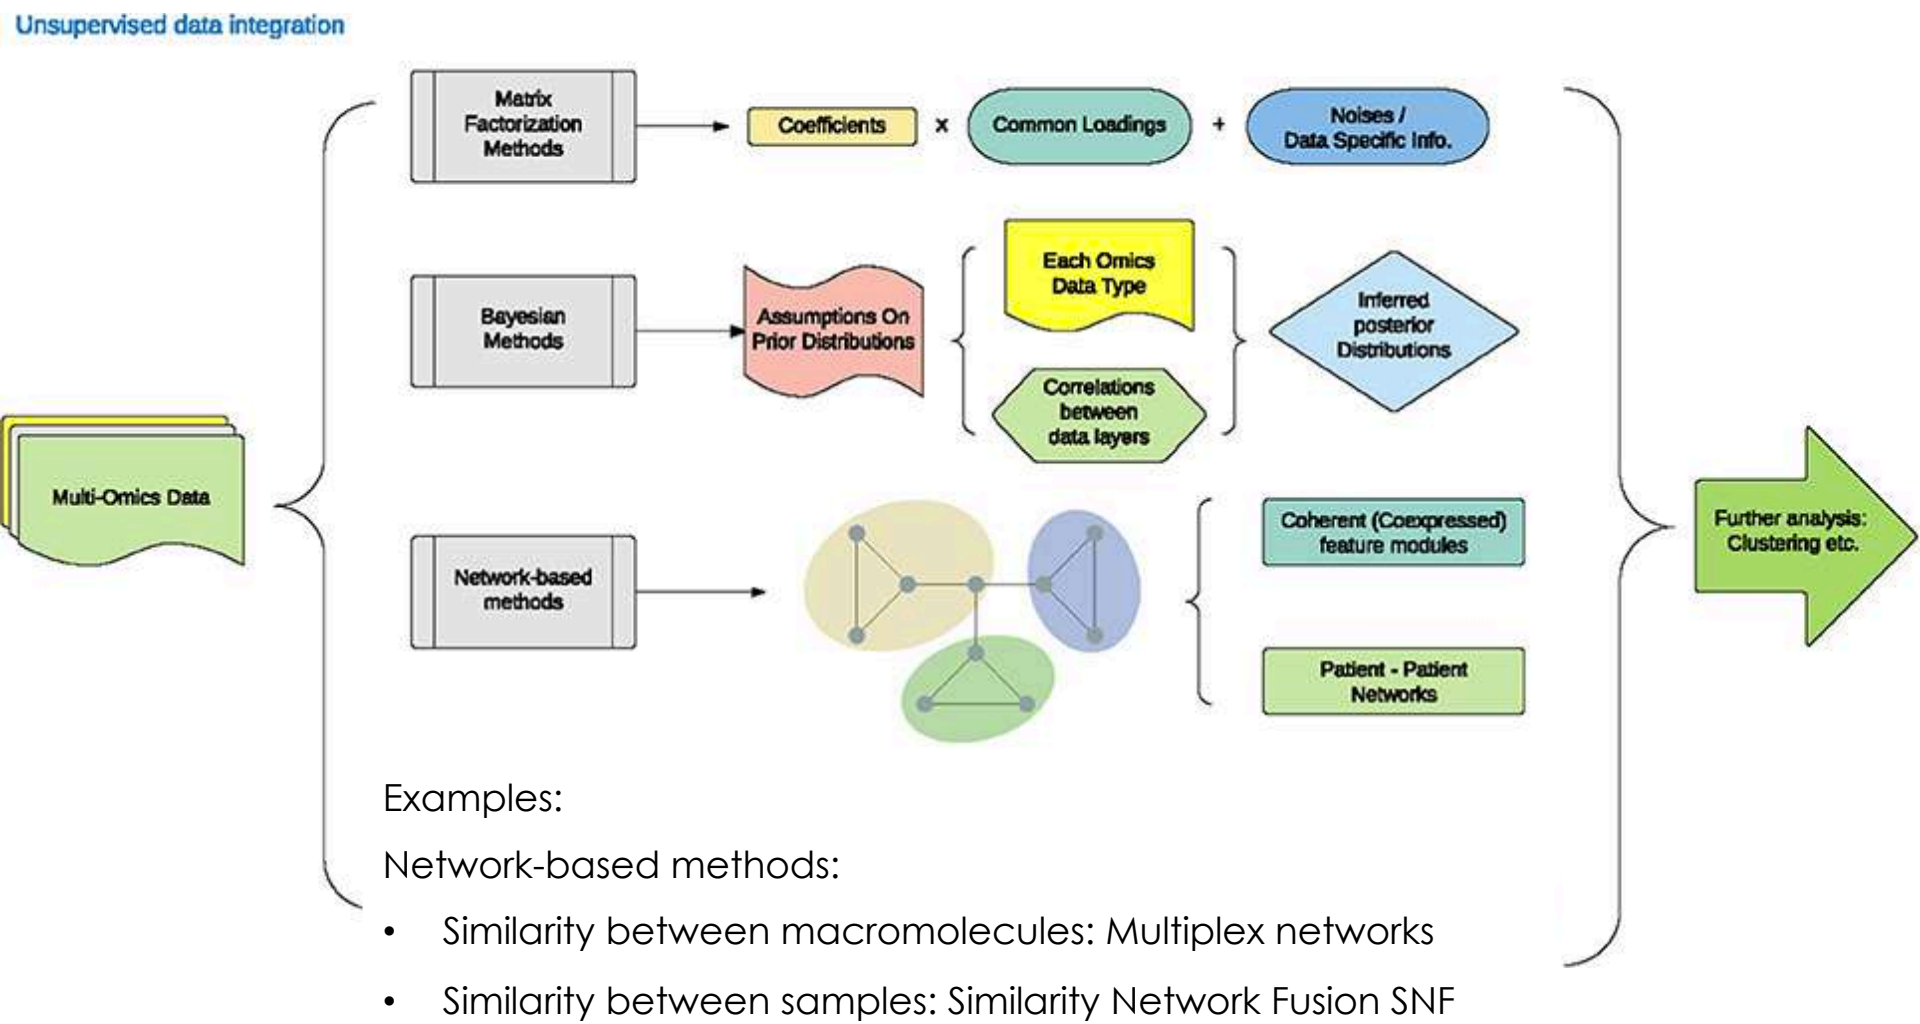 Unsupervised data integration
Matrix
Factorization
Methods
Coefficients
x
Common Loadings
+
Noises /
Data Specific Info.
Bayesian
Methods
Assumptions On
Prior Distributions
Each Omics
Data Type
Correlations
between
data layers
Inferred
posterior
Distributions
Multi-Omics Data
Network-based
methods
Coherent (Coexpressed)
feature modules
Patient - Patient
Networks
Further analysis:
Clustering etc.
Examples:
Network-based methods:
• Similarity between macromolecules: Multiplex networks
• Similarity between samples: Similarity Network Fusion SNF